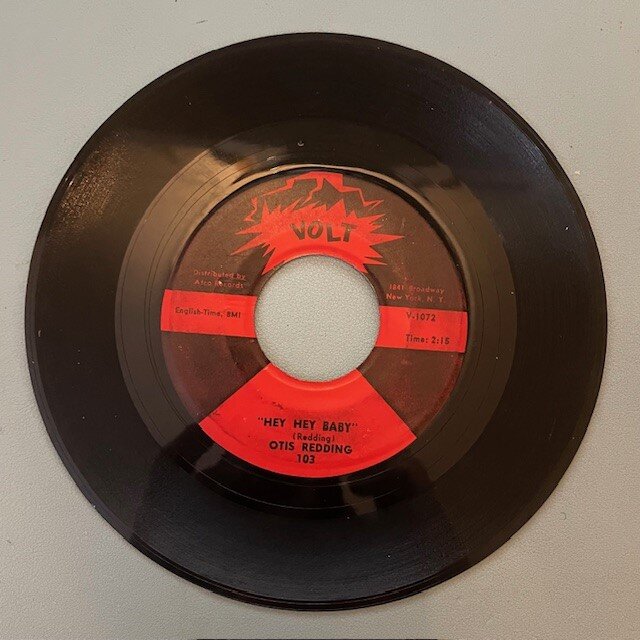 VOLT
Distributed by
Atco Records
1841 Broadway
New York, N. Y.
English-Time, BMI
V-1072
Time: 2:15
"HEY HEY BABY"
(Redding)
OTIS REDDING
103